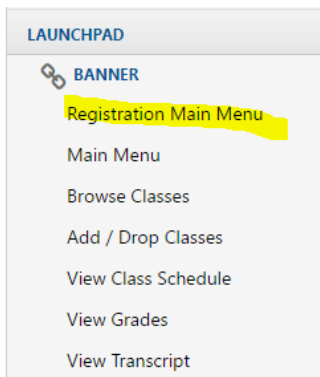 LAUNCHPAD
BANNER
Registration Main Menu
Main Menu
Browse Classes
Add / Drop Classes
View Class Schedule
View Grades
View Transcript